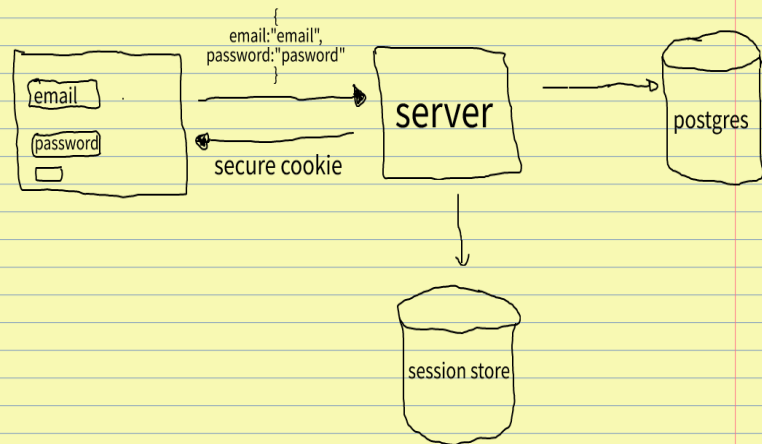 {
email:"email",
password:"pasword"
}
email
password
secure cookie
server
postgres
session store